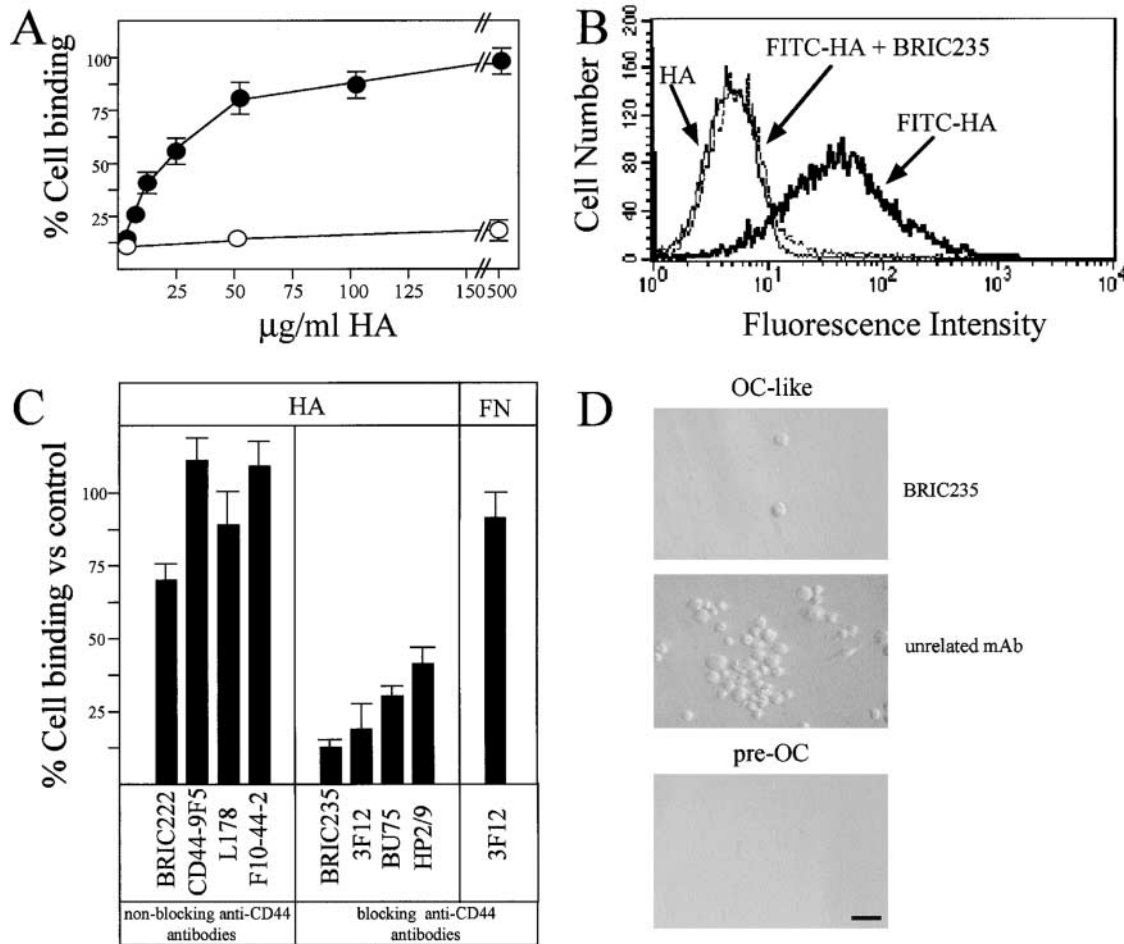 A
% Cell binding
100
75
50
25
25
50
75
100
125
150
500
µg/ml HA
B
Cell Number
200
160
120
80
40
0
HA
FITC-HA + BRIC235
FITC-HA
10⁰
10¹
10²
10³
10⁴
Fluorescence Intensity
C
% Cell binding vs control
HA
FN
100
75
50
25
BRIC222
CD44-9F5
L178
F10-44-2
BRIC235
3F12
BU75
HP2/9
3F12
non-blocking anti-CD44
antibodies
blocking anti-CD44
antibodies
D
OC-like
BRIC235
unrelated mAb
pre-OC